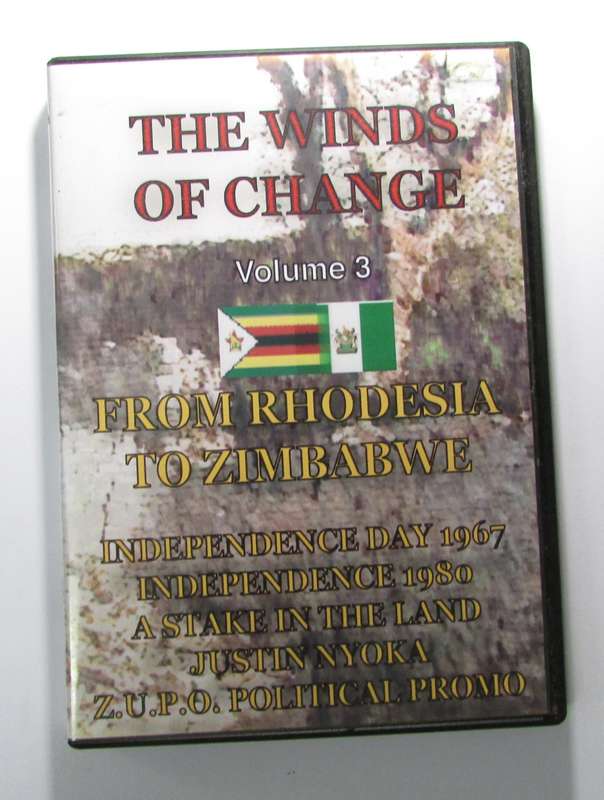 THE WINDS
OF CHANGE
Volume 3
FROM RHODESIA
TO ZIMBABWE
INDEPENDENCE DAY 1967
INDEPENDENCE 1980
A STAKE IN THE LAND
JUSTIN NYOKA
Z.U.P.O. POLITICAL PROMO